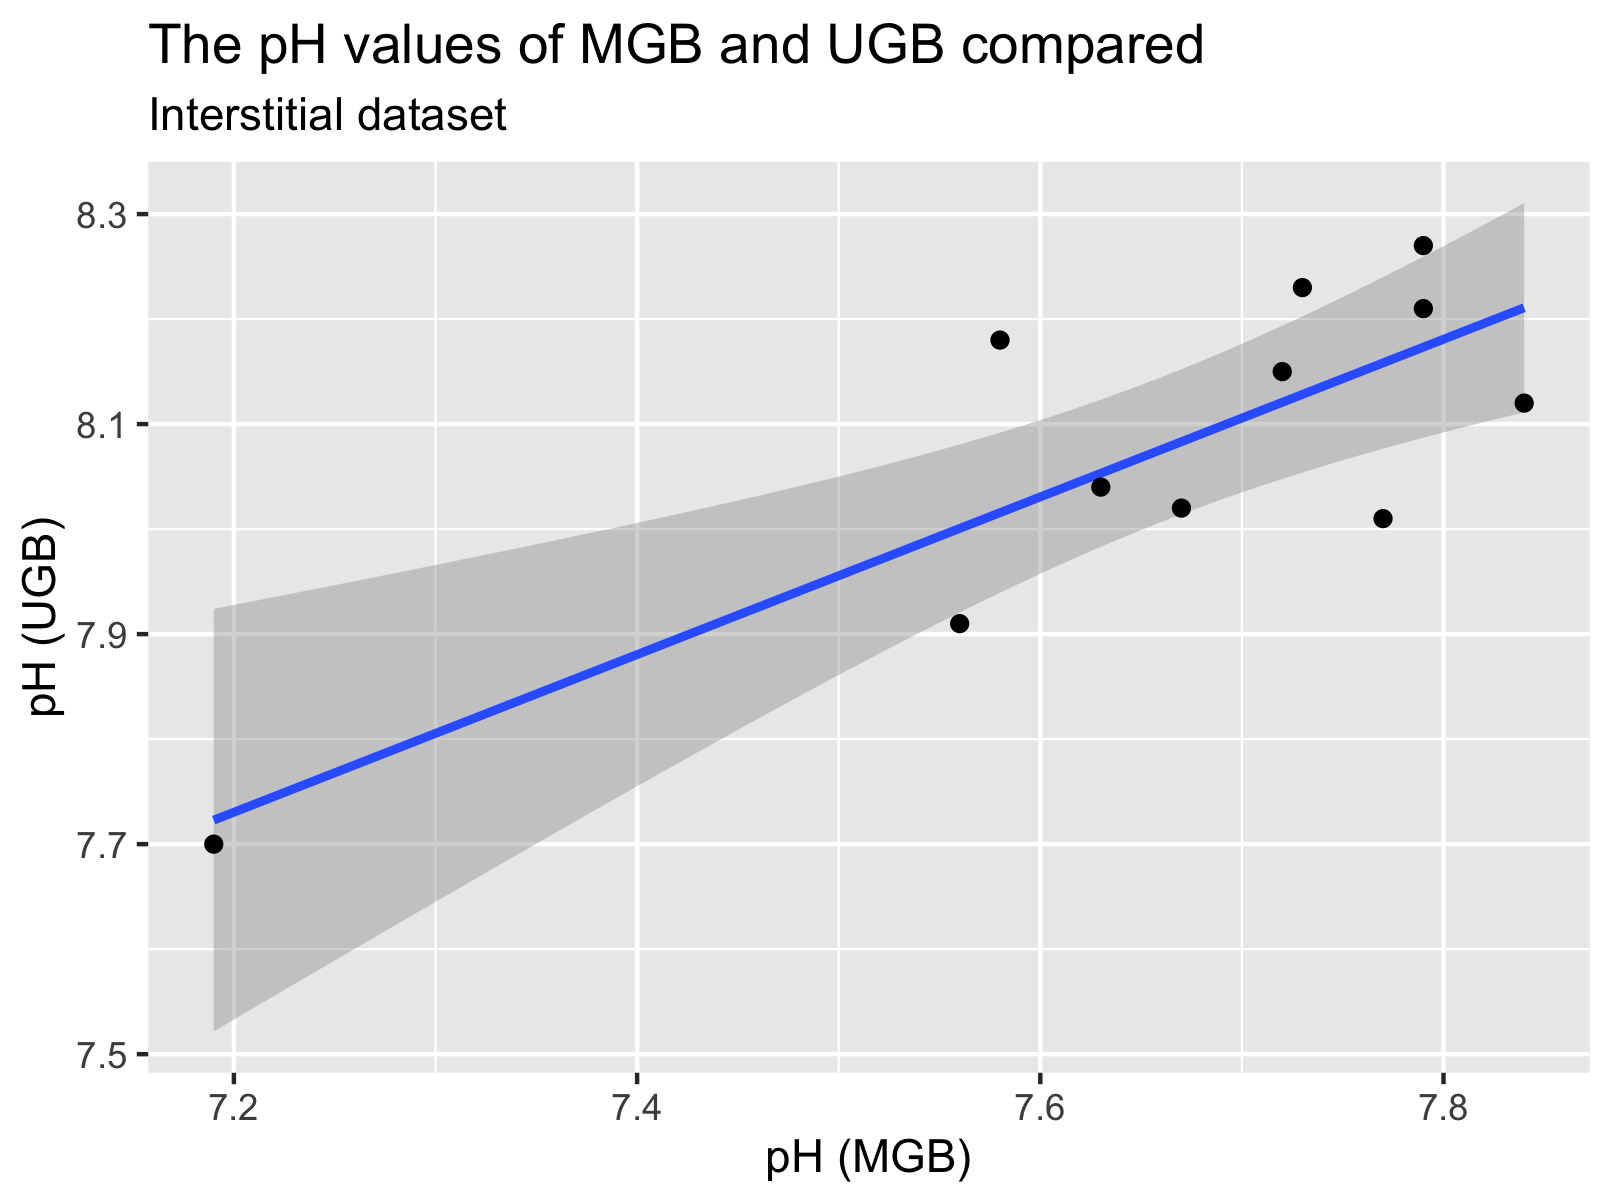 The pH values of MGB and UGB compared
Interstitial dataset
pH (UGB)
8.3
8.1
7.9
7.7
7.5
7.2 7.4 7.6 7.8
pH (MGB)